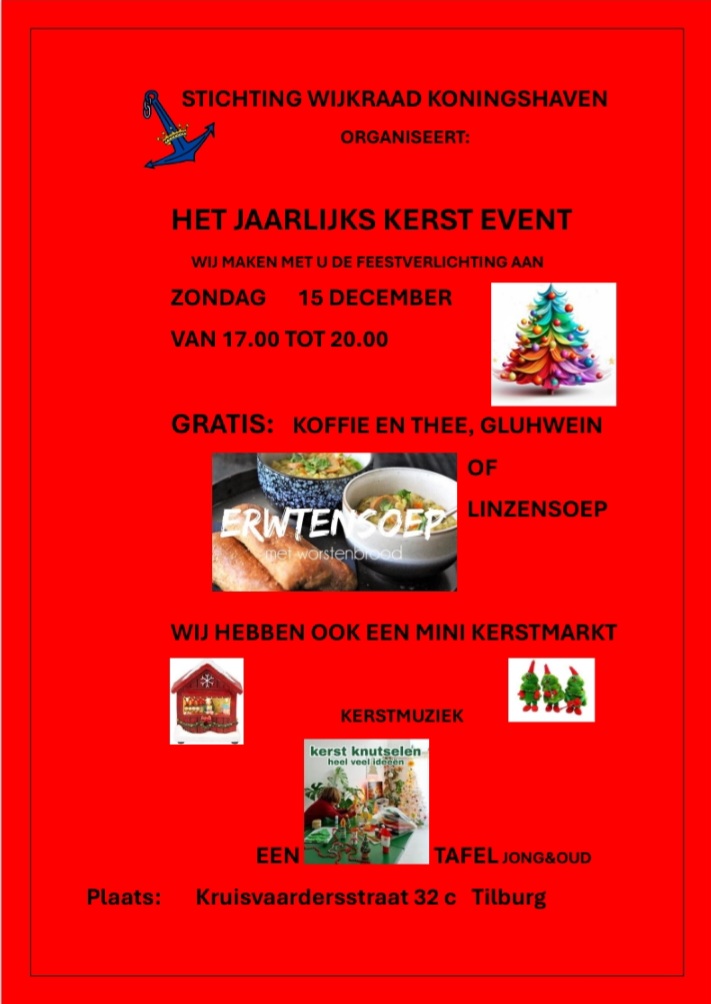 STICHTING WIJKRAAD KONINGSHAVEN
ORGANISEERT:
HET JAARLIJKS KERST EVENT
WIJ MAKEN MET U DE FEESTVERLICHTING AAN
ZONDAG 15 DECEMBER
VAN 17.00 TOT 20.00
GRATIS: KOFFIE EN THEE, GLUHWEIN
ERWTENSOEP
met worstenbrood
OF
LINZENSOEP
WIJ HEBBEN OOK EEN MINI KERSTMARKT
KERSTMUZIEK
kerst knutselen
heel veel ideeën
EEN TAFEL JONG&OUD
Plaats: Kruisvaardersstraat 32 c Tilburg